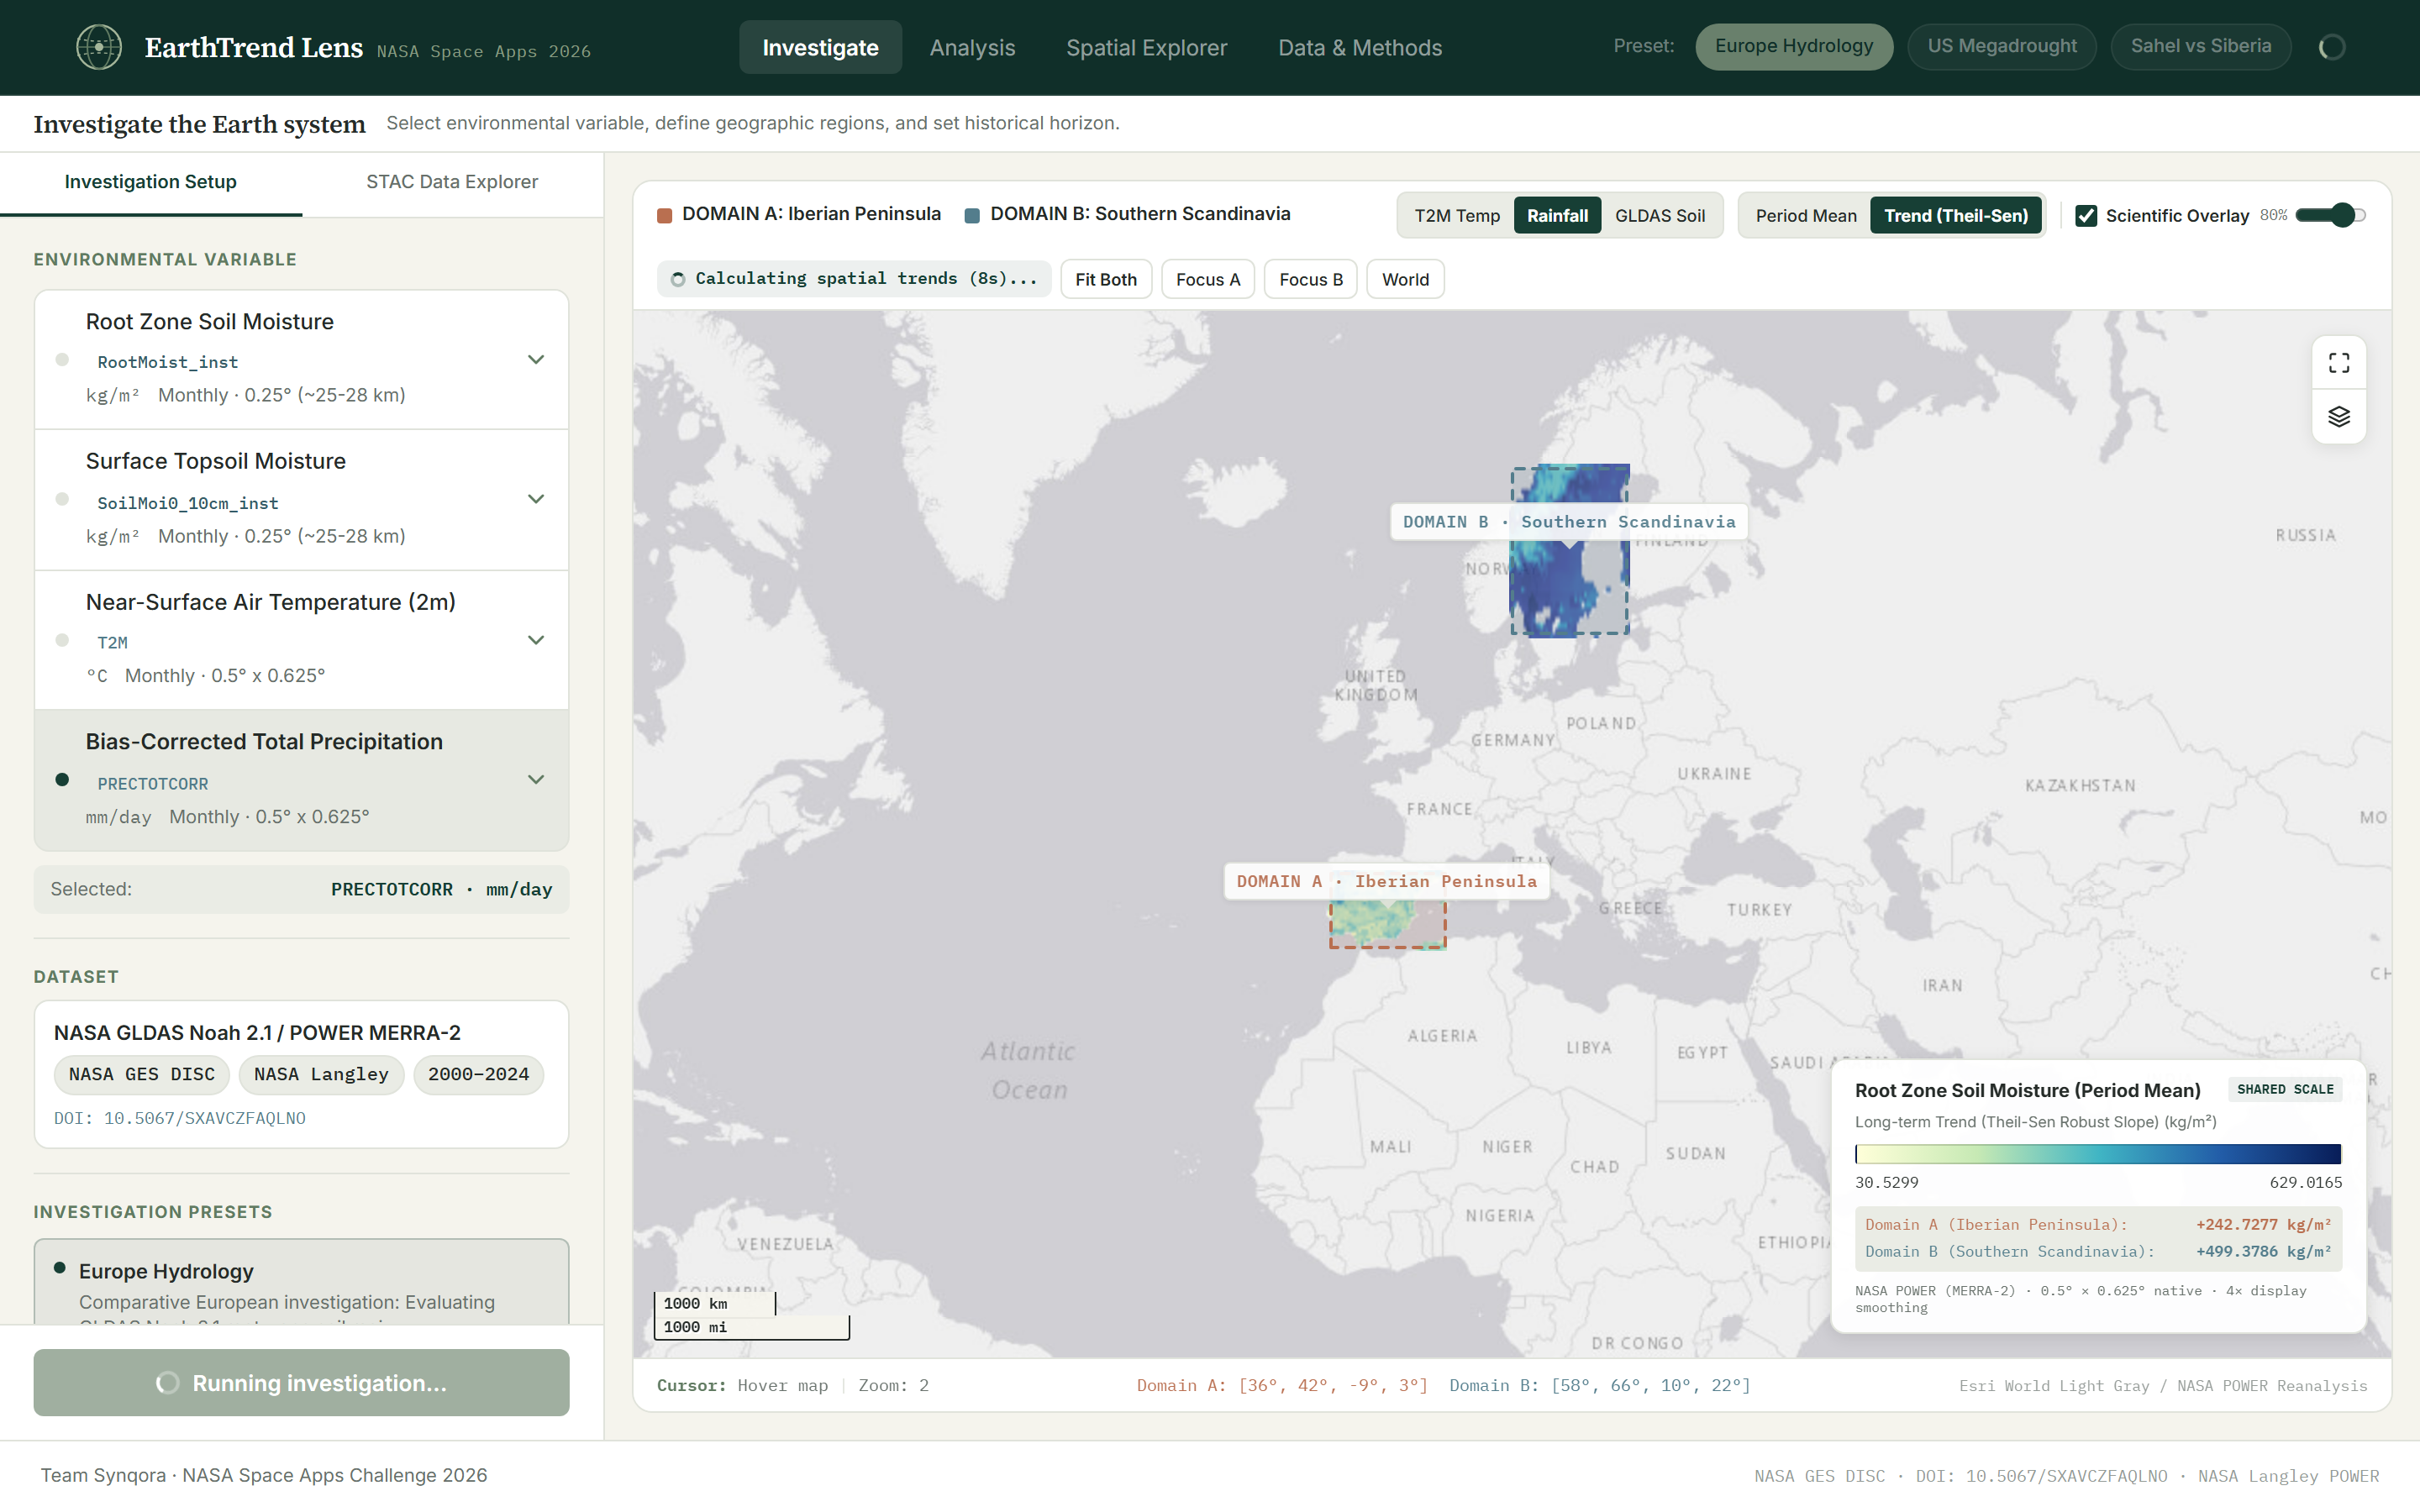 EarthTrend Lens NASA Space Apps 2026
Investigate Analysis Spatial Explorer Data & Methods
Preset: Europe Hydrology US Megadrought Sahel vs Siberia
Investigate the Earth system Select environmental variable, define geographic regions, and set historical horizon.
Investigation Setup STAC Data Explorer
ENVIRONMENTAL VARIABLE
Root Zone Soil Moisture
RootMoist_inst
kg/m² Monthly · 0.25° (~25-28 km)
Surface Topsoil Moisture
SoilMoi0_10cm_inst
kg/m² Monthly · 0.25° (~25-28 km)
Near-Surface Air Temperature (2m)
T2M
°C Monthly · 0.5° x 0.625°
Bias-Corrected Total Precipitation
PRECTOTCORR
mm/day Monthly · 0.5° x 0.625°
Selected: PRECTOTCORR · mm/day
DATASET
NASA GLDAS Noah 2.1 / POWER MERRA-2
NASA GES DISC NASA Langley 2000–2024
DOI: 10.5067/SXAVCZFAQLNO
INVESTIGATION PRESETS
Europe Hydrology
Comparative European investigation: Evaluating
Running investigation...
DOMAIN A: Iberian Peninsula DOMAIN B: Southern Scandinavia
T2M Temp Rainfall GLDAS Soil
Period Mean Trend (Theil-Sen)
Scientific Overlay 80%
Calculating spatial trends (8s)... Fit Both Focus A Focus B World
DOMAIN B · Southern Scandinavia
RUSSIA
FINLAND
NORW
UNITED
KINGDOM
POLAND
GERMANY
UKRAINE
KAZAKHSTAN
FRANCE
MO
ITALY
DOMAIN A · Iberian Peninsula
GREECE
TURKEY
CH
IRAN
ALGERIA
LIBYA
EGYPT
SAUDI ARABIA
Atlantic
Ocean
MALI
NIGER
CHAD
SUDAN
NIGERIA
VENEZUELA
ETHIOPI
COLOMBIA
DR CONGO
1000 km
1000 mi
Root Zone Soil Moisture (Period Mean) SHARED SCALE
Long-term Trend (Theil-Sen Robust Slope) (kg/m²)
30.5299 629.0165
Domain A (Iberian Peninsula): +242.7277 kg/m²
Domain B (Southern Scandinavia): +499.3786 kg/m²
NASA POWER (MERRA-2) · 0.5° × 0.625° native · 4× display
smoothing
Cursor: Hover map | Zoom: 2
Domain A: [36°, 42°, -9°, 3°] Domain B: [58°, 66°, 10°, 22°]
Esri World Light Gray / NASA POWER Reanalysis
Team Synqora · NASA Space Apps Challenge 2026
NASA GES DISC · DOI: 10.5067/SXAVCZFAQLNO · NASA Langley POWER